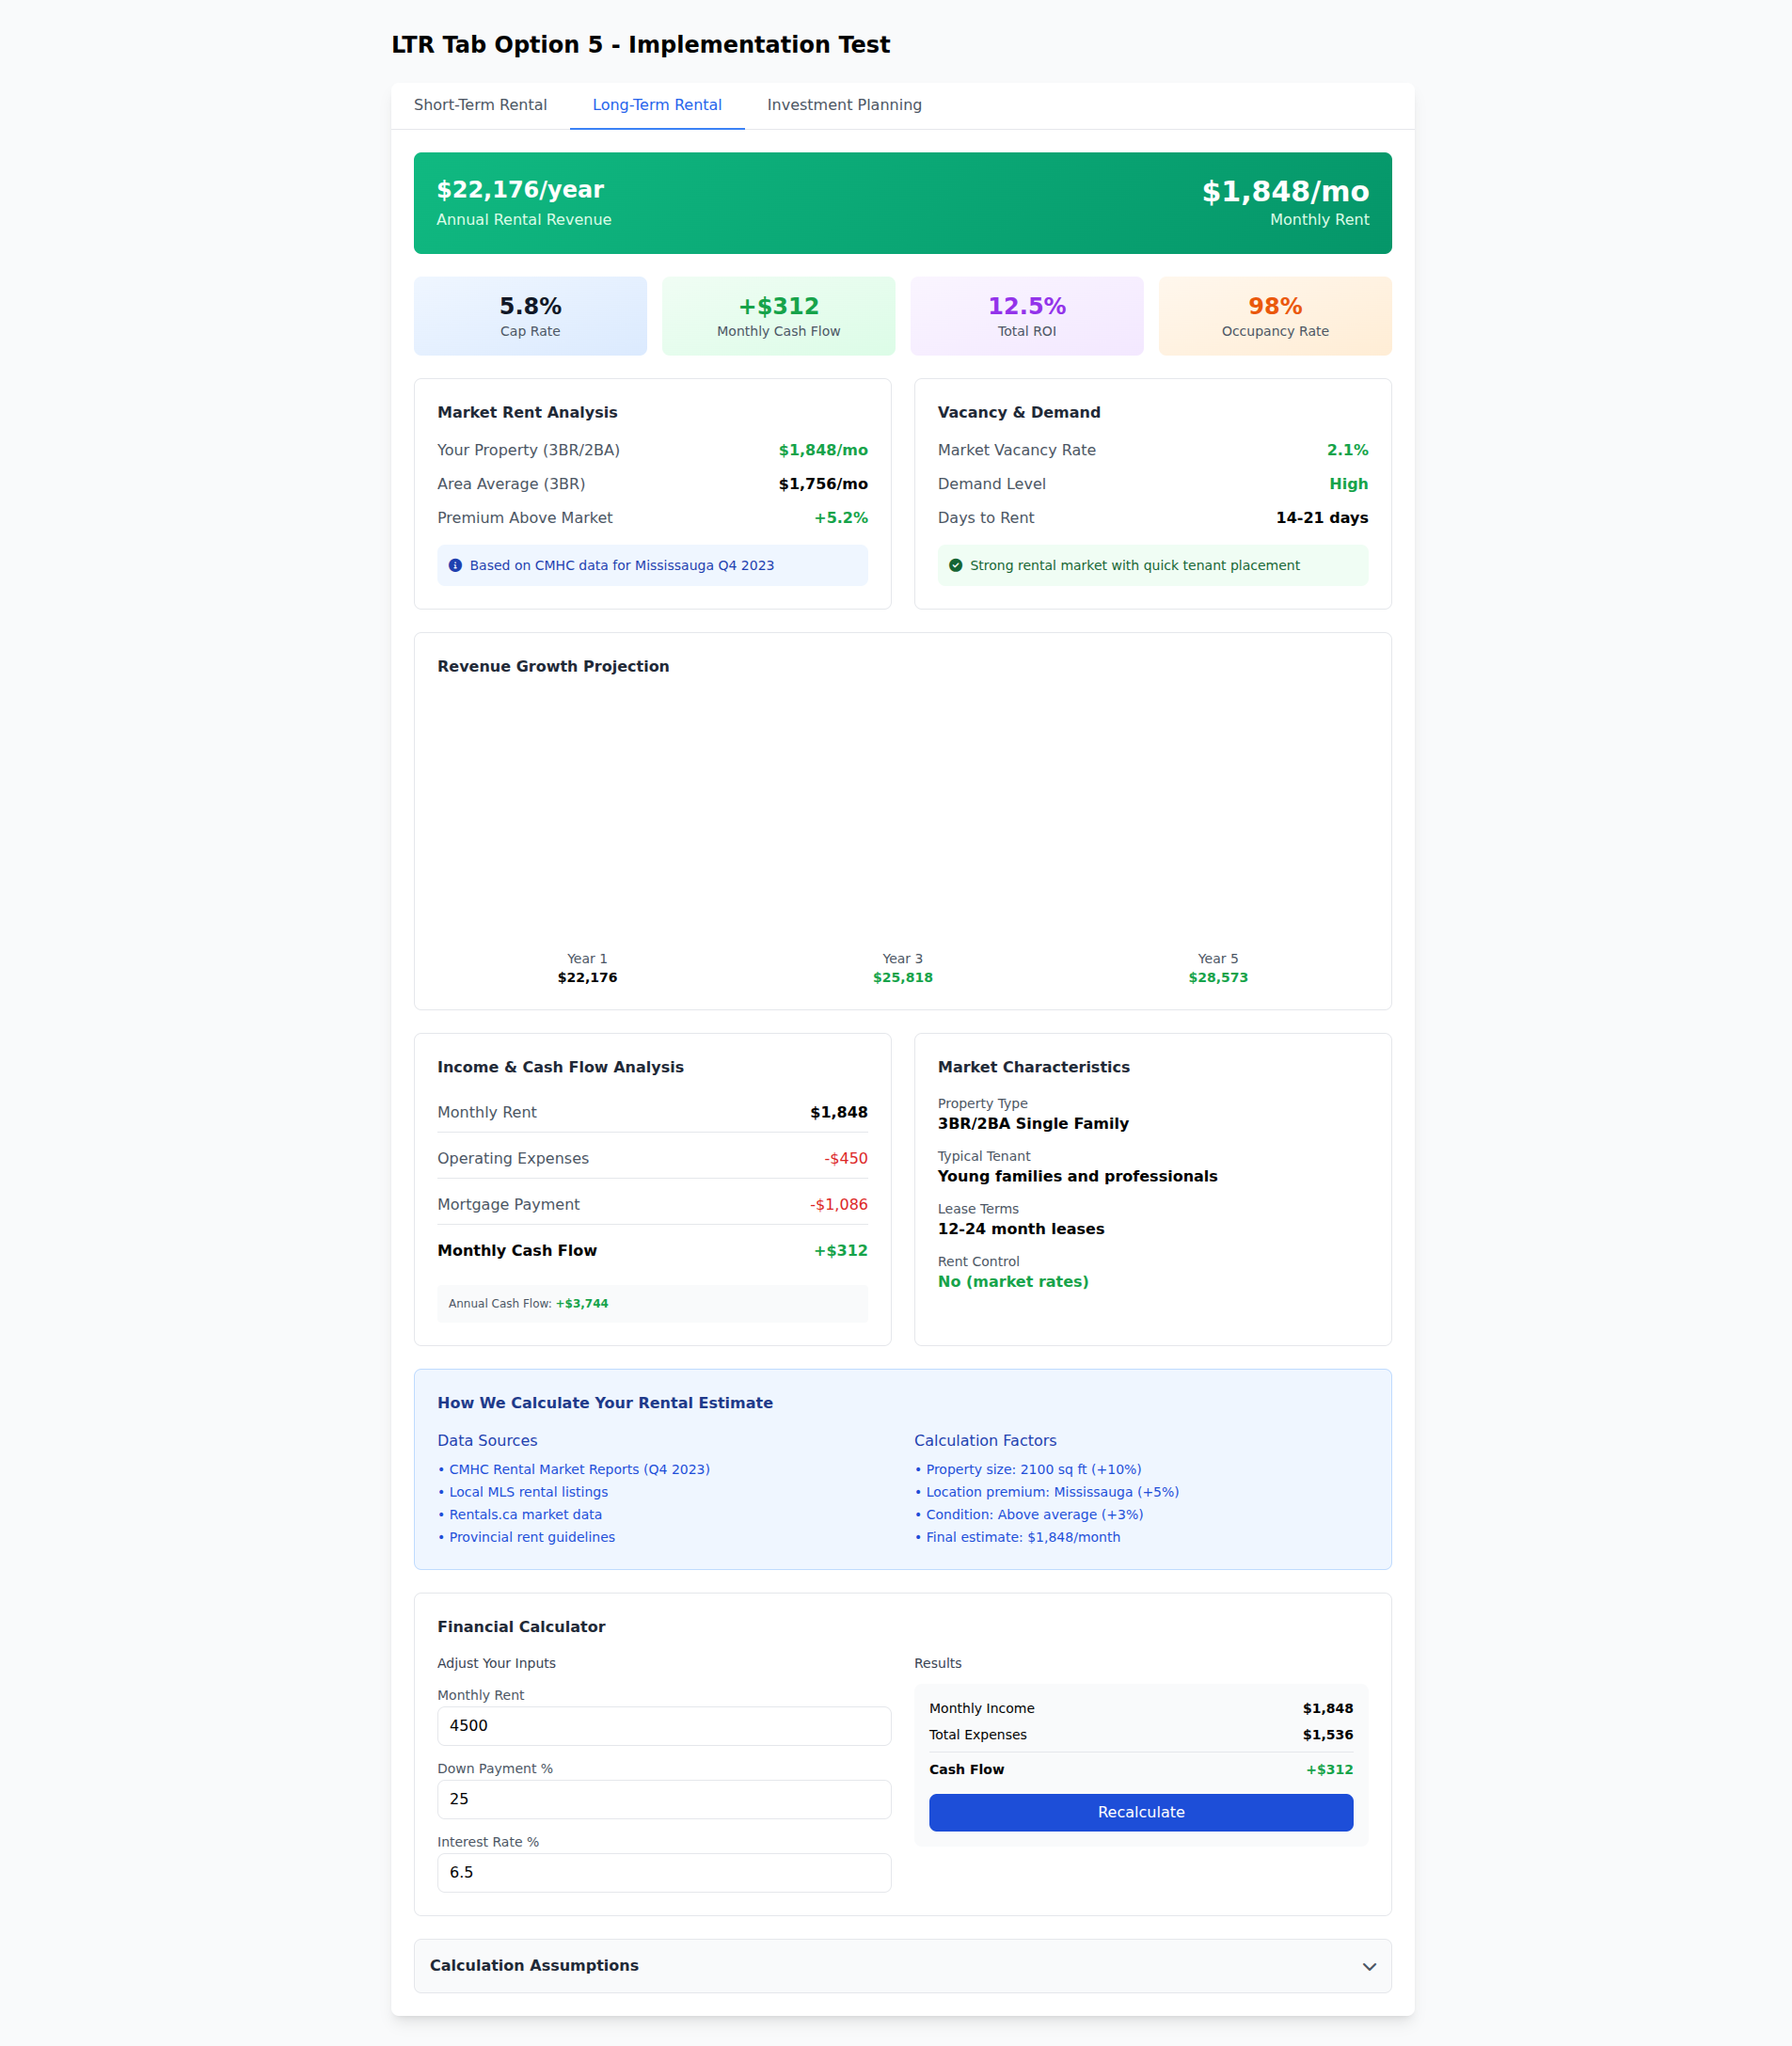 LTR Tab Option 5 - Implementation Test
Short-Term Rental Long-Term Rental Investment Planning
$22,176/year $1,848/mo
Annual Rental Revenue Monthly Rent
5.8% +$312 12.5% 98%
Cap Rate Monthly Cash Flow Total ROI Occupancy Rate
Market Rent Analysis
Your Property (3BR/2BA) $1,848/mo
Area Average (3BR) $1,756/mo
Premium Above Market +5.2%
Based on CMHC data for Mississauga Q4 2023
Vacancy & Demand
Market Vacancy Rate 2.1%
Demand Level High
Days to Rent 14-21 days
Strong rental market with quick tenant placement
Revenue Growth Projection
Year 1 Year 3 Year 5
$22,176 $25,818 $28,573
Income & Cash Flow Analysis
Monthly Rent $1,848
Operating Expenses -$450
Mortgage Payment -$1,086
Monthly Cash Flow +$312
Annual Cash Flow: +$3,744
Market Characteristics
Property Type
3BR/2BA Single Family
Typical Tenant
Young families and professionals
Lease Terms
12-24 month leases
Rent Control
No (market rates)
How We Calculate Your Rental Estimate
Data Sources
• CMHC Rental Market Reports (Q4 2023)
• Local MLS rental listings
• Rentals.ca market data
• Provincial rent guidelines
Calculation Factors
• Property size: 2100 sq ft (+10%)
• Location premium: Mississauga (+5%)
• Condition: Above average (+3%)
• Final estimate: $1,848/month
Financial Calculator
Adjust Your Inputs
Monthly Rent
4500
Down Payment %
25
Interest Rate %
6.5
Results
Monthly Income $1,848
Total Expenses $1,536
Cash Flow +$312
Recalculate
Calculation Assumptions